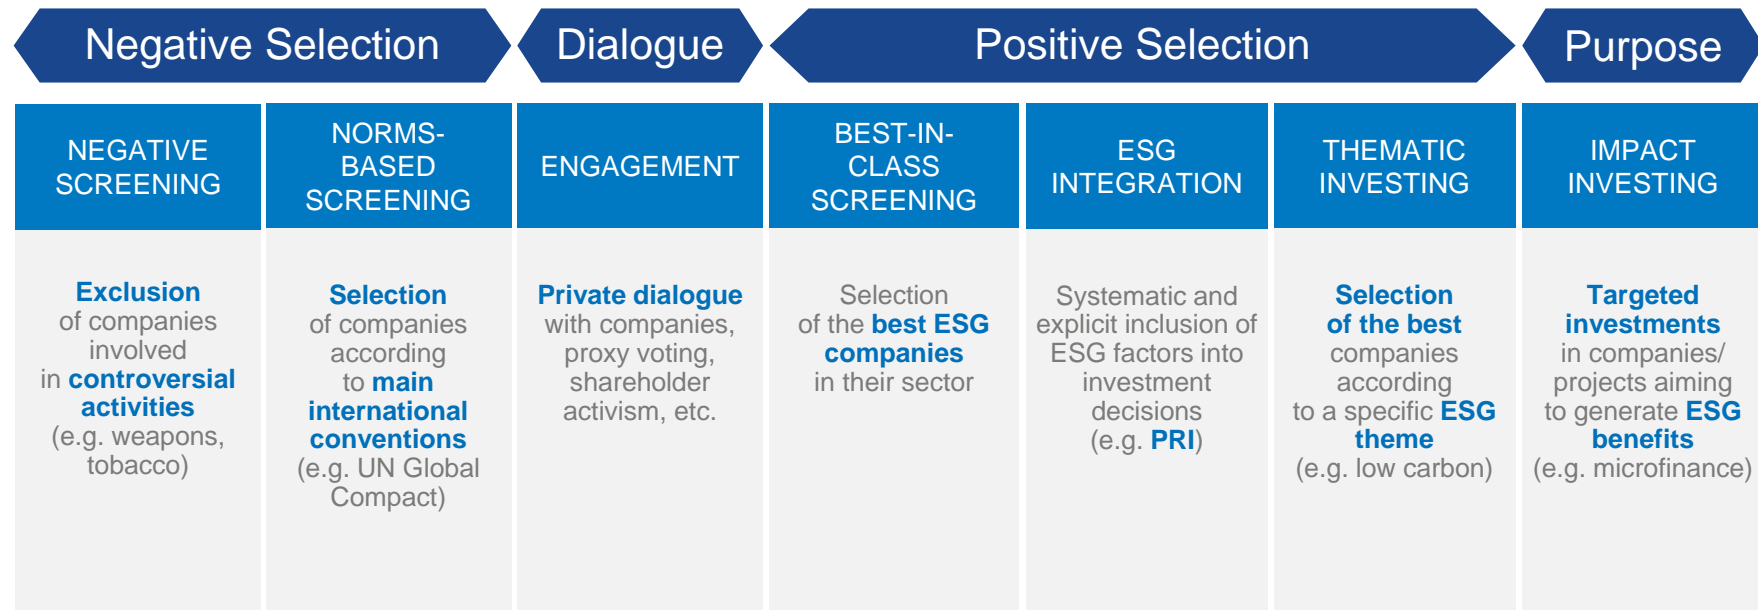 Negative Selection
Dialogue
Positive Selection
Purpose
NEGATIVE
SCREENING
NORMS-
BASED
SCREENING
ENGAGEMENT
BEST-IN-
CLASS
SCREENING
ESG
INTEGRATION
THEMATIC
INVESTING
IMPACT
INVESTING
Exclusion
of companies
involved
in controversial
activities
(e.g. weapons,
tobacco)
Selection
of companies
according
to main
international
conventions
(e.g. UN Global
Compact)
Private dialogue
with companies,
proxy voting,
shareholder
activism, etc.
Selection
of the best ESG
companies
in their sector
Systematic and
explicit inclusion of
ESG factors into
investment
decisions
(e.g. PRI)
Selection
of the best
companies
according
to a specific ESG
theme
(e.g. low carbon)
Targeted
investments
in companies/
projects aiming
to generate ESG
benefits
(e.g. microfinance)